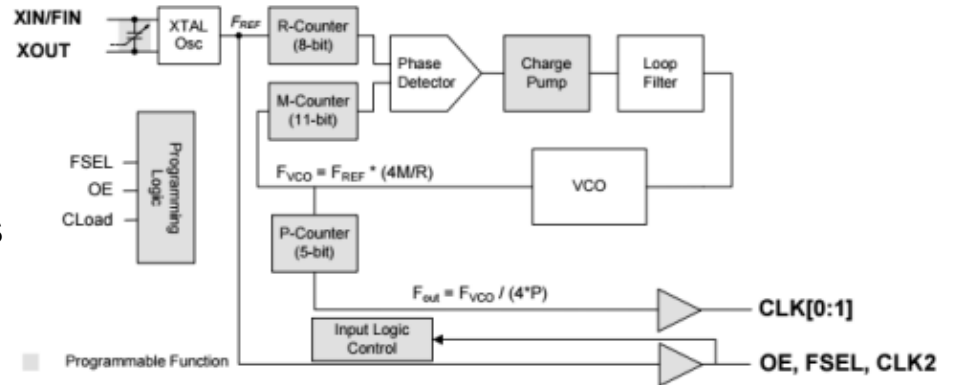 XIN/FIN
XOUT
XTAL
Osc
FREF
R-Counter
(8-bit)
M-Counter
(11-bit)
Phase
Detector
Charge
Pump
Loop
Filter
FSEL
OE
CLoad
Programming
Logic
FVCO = FREF * (4M/R)
VCO
P-Counter
(5-bit)
Fout = FVCO / (4*P)
CLK[0:1]
Input Logic
Control
Programmable Function
OE, FSEL, CLK2